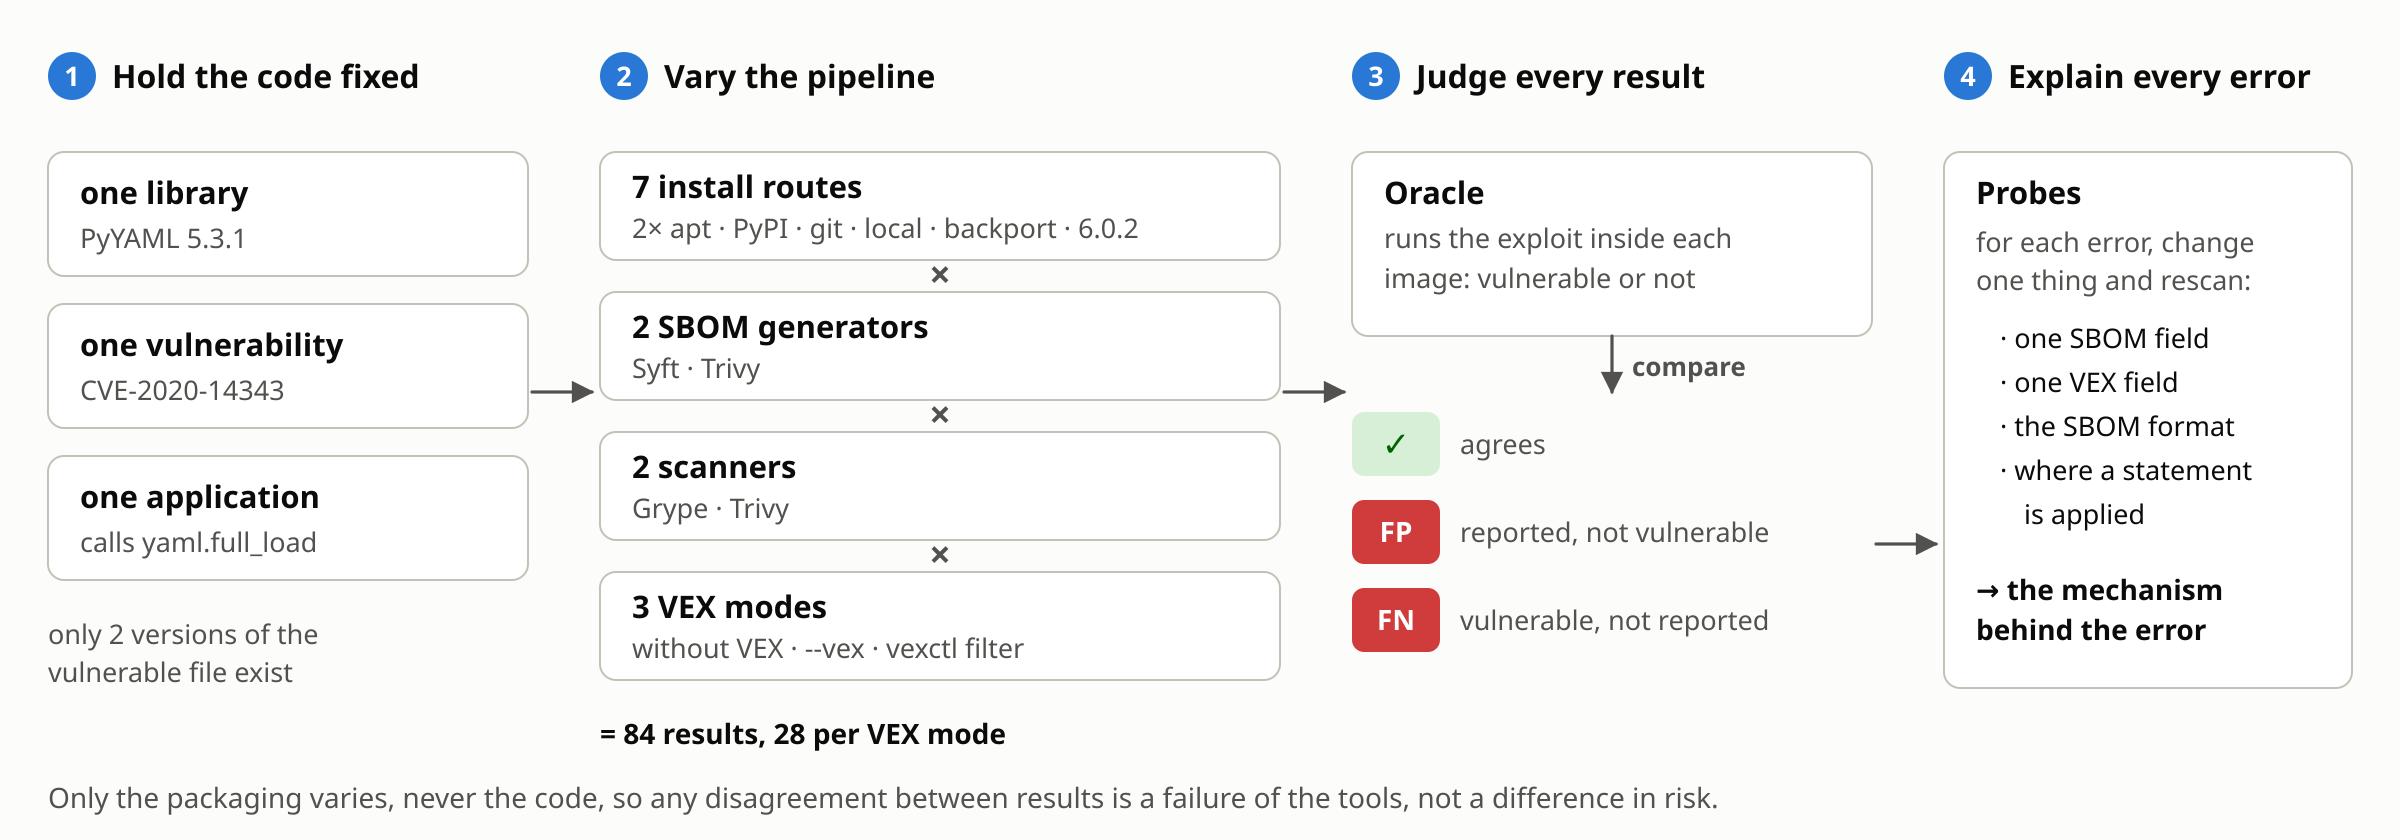 1 Hold the code fixed
one library
PyYAML 5.3.1
one vulnerability
CVE-2020-14343
one application
calls yaml.full_load
only 2 versions of the
vulnerable file exist
2 Vary the pipeline
7 install routes
2× apt · PyPI · git · local · backport · 6.0.2
×
2 SBOM generators
Syft · Trivy
×
2 scanners
Grype · Trivy
×
3 VEX modes
without VEX · --vex · vexctl filter
= 84 results, 28 per VEX mode
3 Judge every result
Oracle
runs the exploit inside each
image: vulnerable or not
compare
✓ agrees
FP reported, not vulnerable
FN vulnerable, not reported
4 Explain every error
Probes
for each error, change
one thing and rescan:
· one SBOM field
· one VEX field
· the SBOM format
· where a statement
is applied
→ the mechanism
behind the error
Only the packaging varies, never the code, so any disagreement between results is a failure of the tools, not a difference in risk.